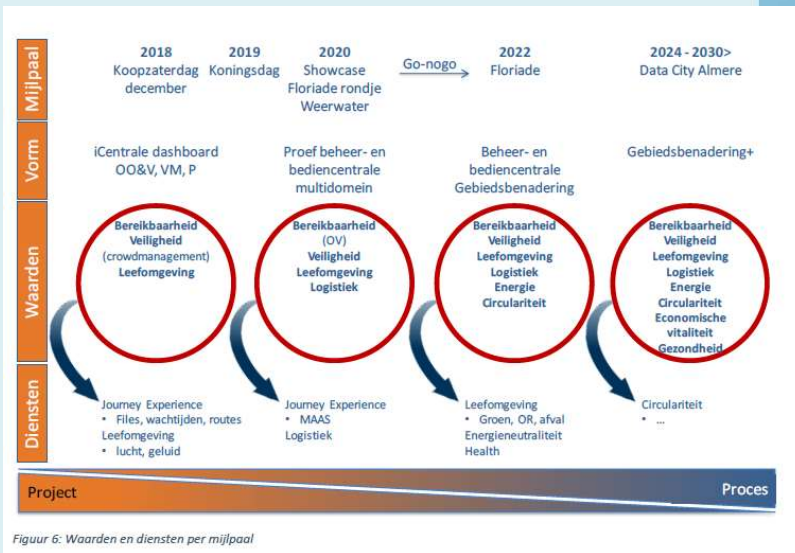 Mijlpaal
2018
Koopzaterdag
december
2019
Koningsdag
2020
Showcase
Floriade rondje
Weerwater
Go-nogo
2022
Floriade
2024 - 2030>
Data City Almere
Vorm
iCentrale dashboard
OO&V, VM, P
Proef beheer- en
bediencentrale
multidomein
Beheer- en
bediencentrale
Gebiedsbenadering
Gebiedsbenadering+
Waarden
Bereikbaarheid
Veiligheid
(crowdmanagement)
Leefomgeving
Bereikbaarheid
(OV)
Veiligheid
Leefomgeving
Logistiek
Bereikbaarheid
Veiligheid
Leefomgeving
Logistiek
Energie
Circulariteit
Bereikbaarheid
Veiligheid
Leefomgeving
Logistiek
Energie
Circulariteit
Economische
vitaliteit
Gezondheid
Diensten
Journey Experience
• Files, wachtijden, routes
Leefomgeving
• lucht, geluid
Journey Experience
• MAAS
Logistiek
Leefomgeving
• Groen, OR, afval
Energieneutraliteit
Health
Circulariteit
• ...
Project
Proces
Figuur 6: Waarden en diensten per mijlpaal